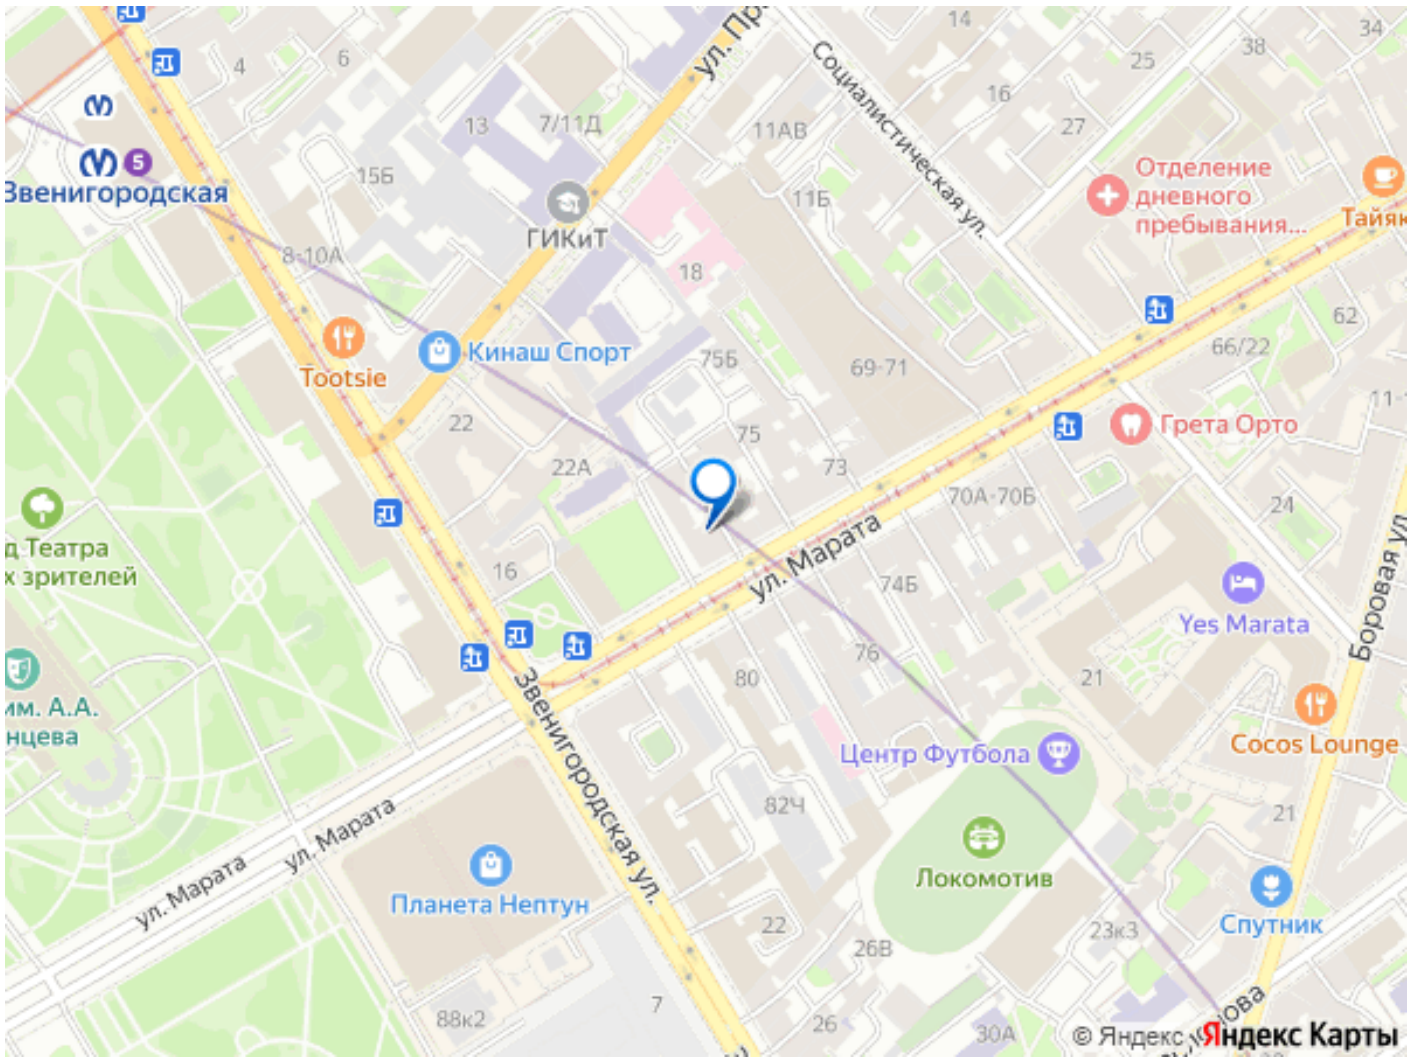 14
34
38
25
16
27
4
6
ул. Пр
Социалистическая ул.
13
7/11Д
11АВ
15Б
5
Звенигородская
Отделение
дневного
пребывания...
Тайяк
11Б
ГИКиТ
8-10А
18
62
66/22
Кинаш Спорт
75Б
69-71
Tootsie
11-1
22
75
Грета Орто
22А
73
70А-70Б
24
д Театра
х зрителей
16
ул. Марата
74Б
Yes Marata
Боровая ул.
76
80
21
им. А.А.
нцева
Звенигородская ул.
Центр Футбола
Cocos Lounge
82Ч
21
ул. Марата
ул. Марата
Планета Нептун
Локомотив
Спутник
22
26В
23к3
7
88к2
26
30А
нова
© Яндекс Яндекс Карты